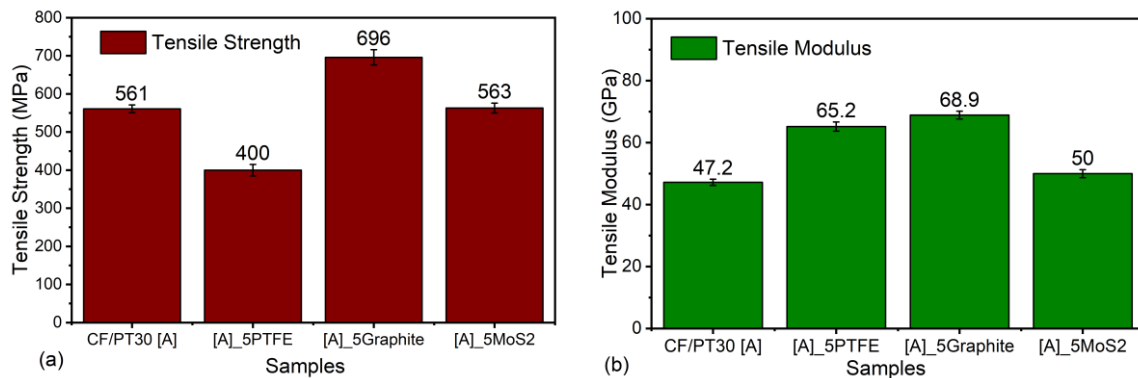 Tensile Strength (MPa)
800
700
600
500
400
300
200
100
0
Tensile Strength
561
400
696
563
CF/PT30 [A]
[A]_5PTFE
[A]_5Graphite
[A]_5MoS2
Samples
(a)
Tensile Modulus (GPa)
100
80
60
40
20
0
Tensile Modulus
47.2
65.2
68.9
50
CF/PT30 [A]
[A]_5PTFE
[A]_5Graphite
[A]_5MoS2
Samples
(b)